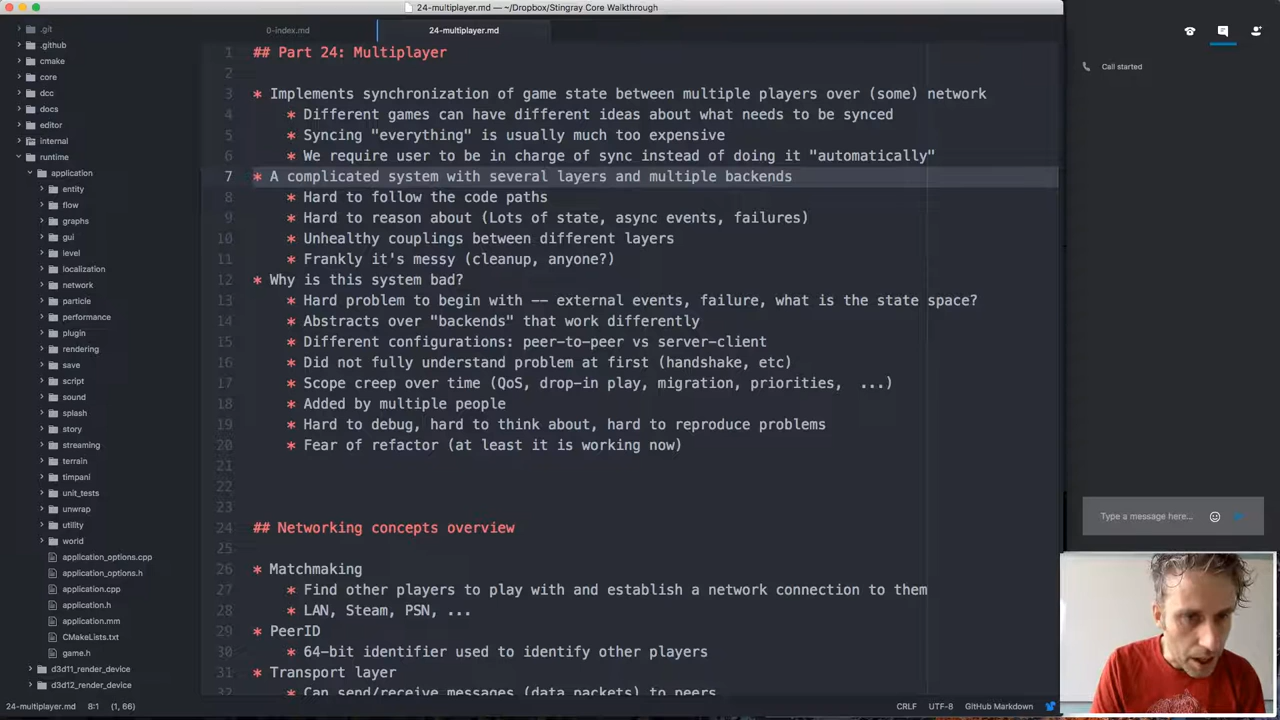 24-multiplayer.md — ~/Dropbox/Stingray Core Walkthrough
0-index.md
24-multiplayer.md
.git
.github
cmake
core
dcc
docs
editor
internal
runtime
application
entity
flow
graphs
gui
level
localization
network
particle
performance
plugin
rendering
save
script
sound
splash
story
streaming
terrain
timpani
unit_tests
unwrap
utility
world
application_options.cpp
application_options.h
application.cpp
application.h
application.mm
CMakeLists.txt
game.h
d3d11_render_device
d3d12_render_device
1 ## Part 24: Multiplayer
2
3 * Implements synchronization of game state between multiple players over (some) network
4 * Different games can have different ideas about what needs to be synced
5 * Syncing "everything" is usually much too expensive
6 * We require user to be in charge of sync instead of doing it "automatically"
7 * A complicated system with several layers and multiple backends
8 * Hard to follow the code paths
9 * Hard to reason about (Lots of state, async events, failures)
10 * Unhealthy couplings between different layers
11 * Frankly it's messy (cleanup, anyone?)
12 * Why is this system bad?
13 * Hard problem to begin with -- external events, failure, what is the state space?
14 * Abstracts over "backends" that work differently
15 * Different configurations: peer-to-peer vs server-client
16 * Did not fully understand problem at first (handshake, etc)
17 * Scope creep over time (QoS, drop-in play, migration, priorities,  ...)
18 * Added by multiple people
19 * Hard to debug, hard to think about, hard to reproduce problems
20 * Fear of refactor (at least it is working now)
21
22
23
24 ## Networking concepts overview
25
26 * Matchmaking
27 * Find other players to play with and establish a network connection to them
28 * LAN, Steam, PSN, ...
29 * PeerID
30 * 64-bit identifier used to identify other players
31 * Transport layer
32 * Can send/receive messages (data packets) to peers
24-multiplayer.md 8:1 (1, 66)
CRLF UTF-8 GitHub Markdown
Call started
Type a message here...